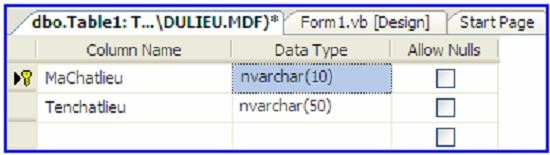 dbo.Table1: T...\DULIEU.MDF)* Form1.vb [Design] Start Page
Column Name Data Type Allow Nulls
MaChatlieu nvarchar(10)
Tenchatlieu nvarchar(50)